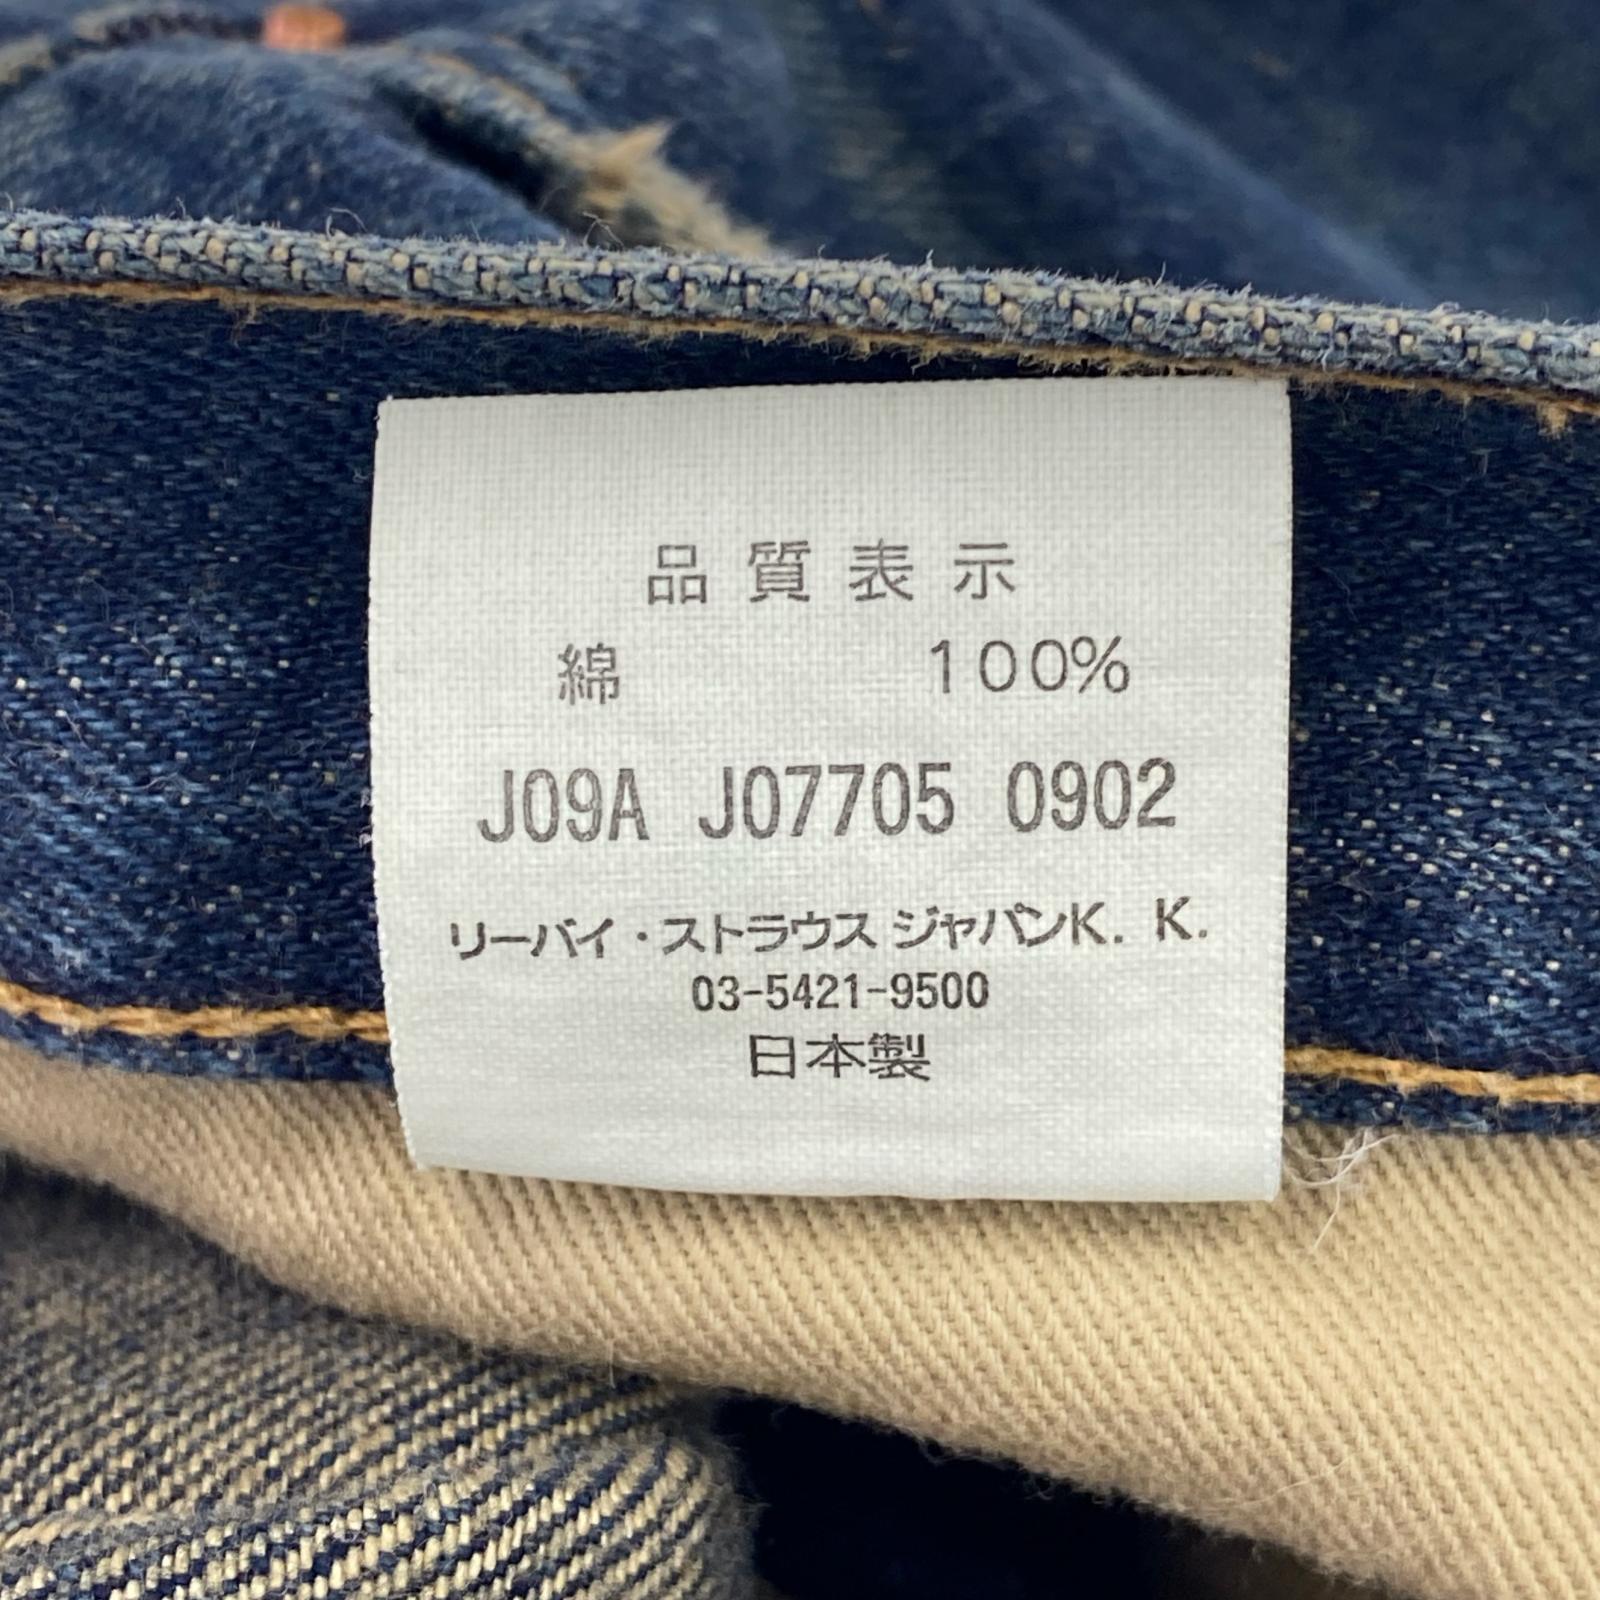 品質表示
綿 100%
J09A J07705 0902
リーバイ・ストラウス ジャパンK. K.
03-5421-9500
日本製